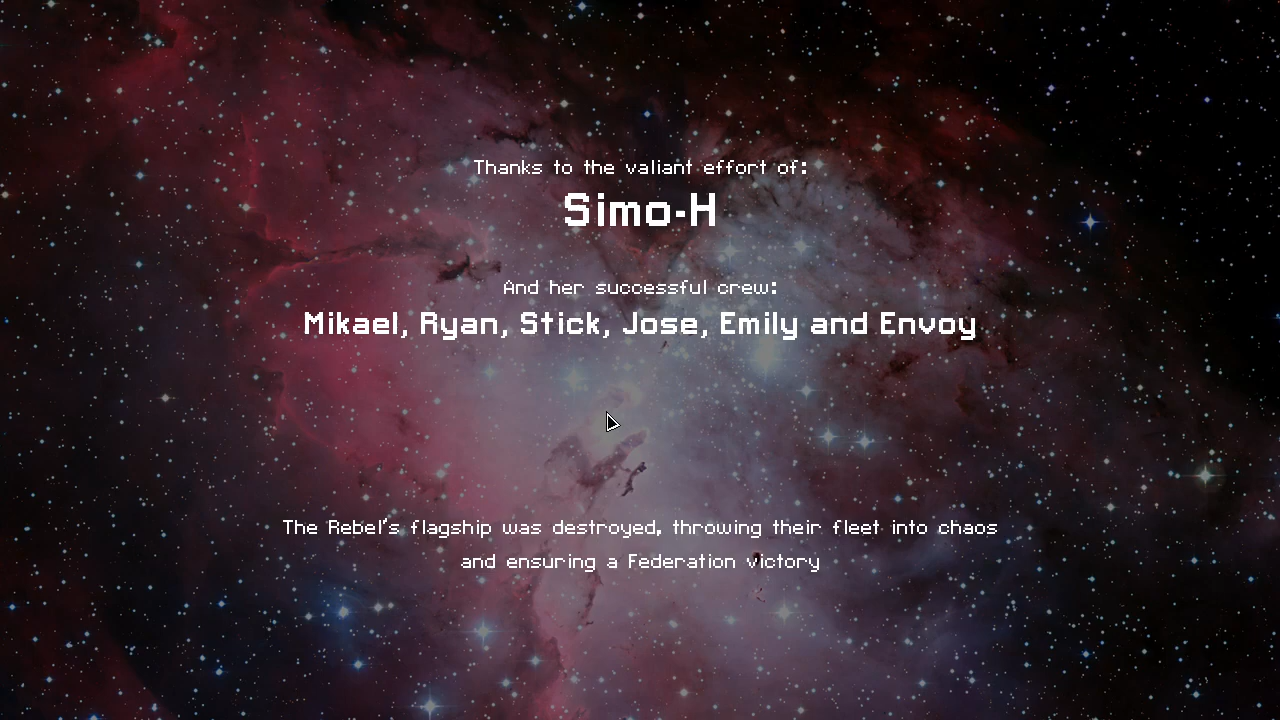 Thanks to the valiant effort of:
Simo-H
And her successful crew:
Mikael, Ryan, Stick, Jose, Emily and Envoy
The Rebel's flagship was destroyed, throwing their fleet into chaos
and ensuring a Federation victory